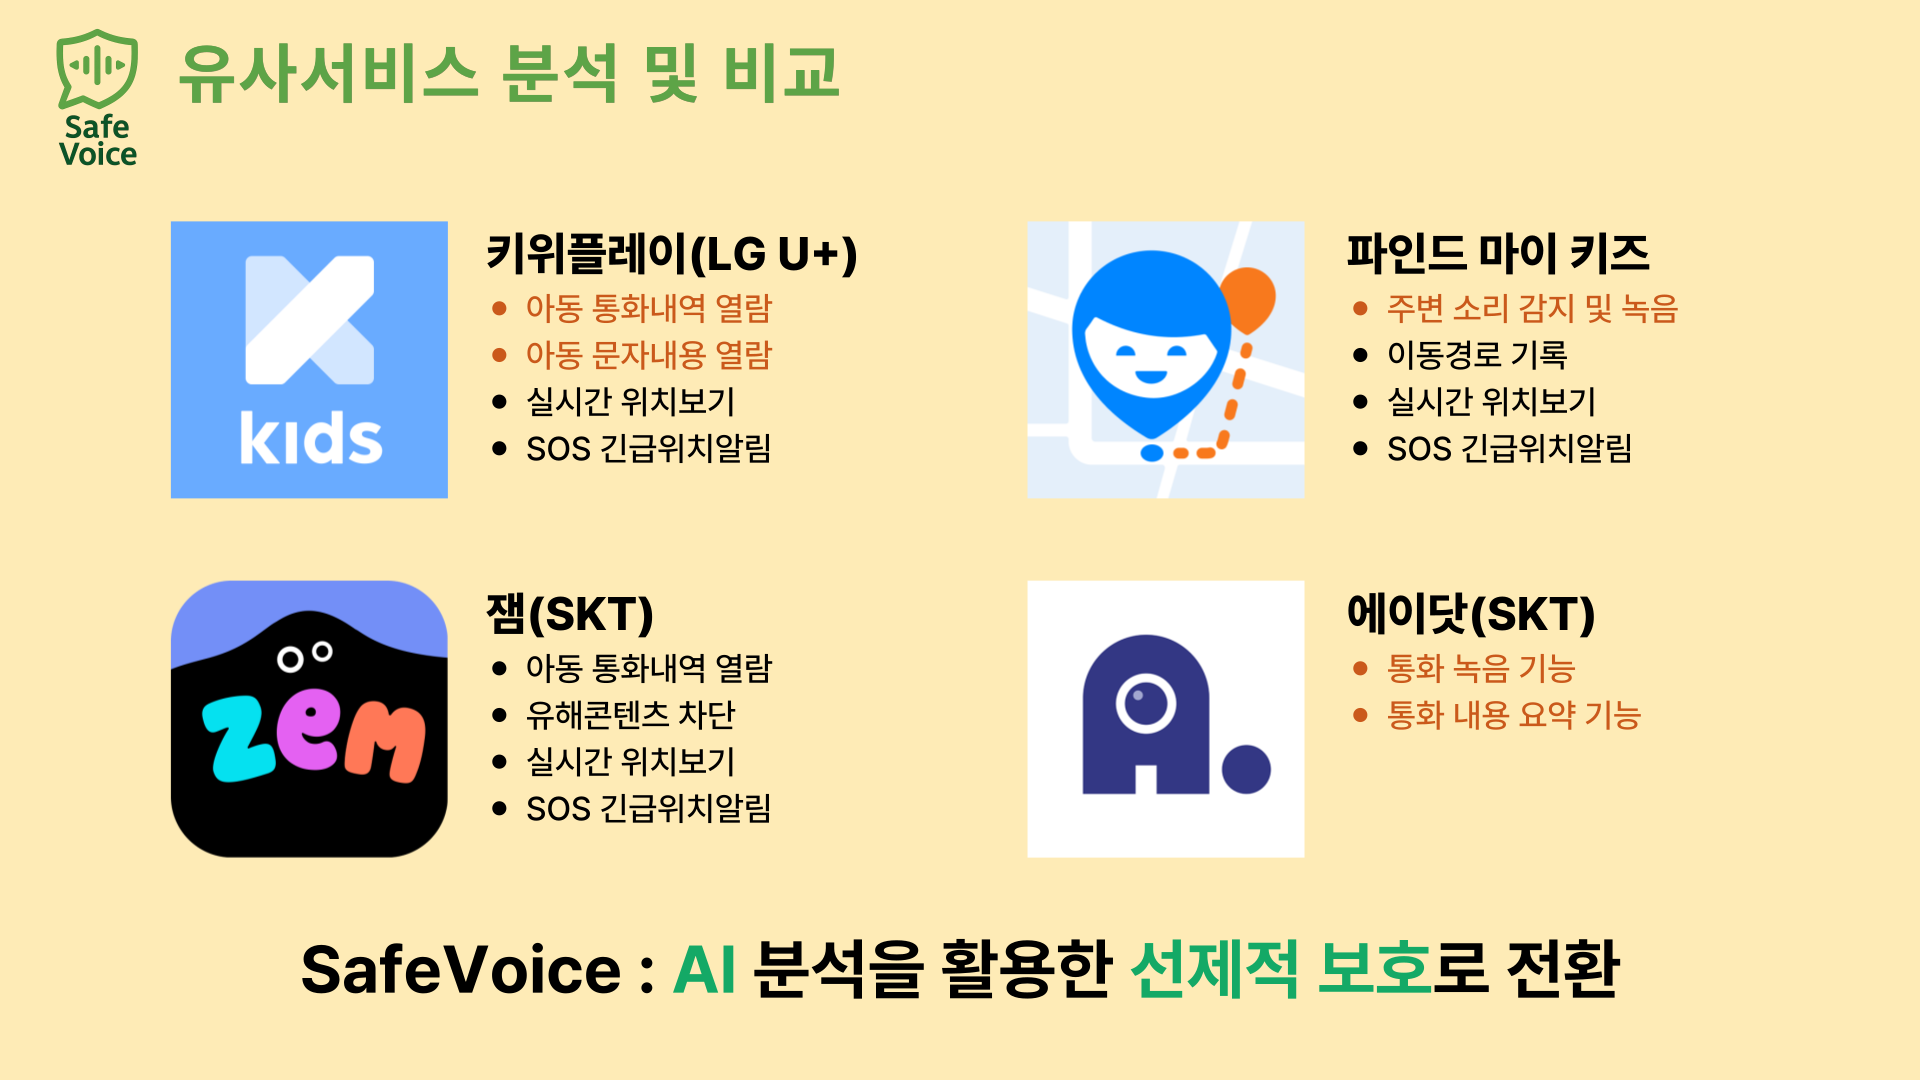 Safe
Voice
유사서비스 분석 및 비교
kids
키위플레이(LG U+)
• 아동 통화내역 열람
• 아동 문자내용 열람
• 실시간 위치보기
• SOS 긴급위치알림
파인드 마이 키즈
• 주변 소리 감지 및 녹음
• 이동경로 기록
• 실시간 위치보기
• SOS 긴급위치알림
zem
잼(SKT)
• 아동 통화내역 열람
• 유해콘텐츠 차단
• 실시간 위치보기
• SOS 긴급위치알림
A.
에이닷(SKT)
• 통화 녹음 기능
• 통화 내용 요약 기능
SafeVoice : AI 분석을 활용한 선제적 보호로 전환